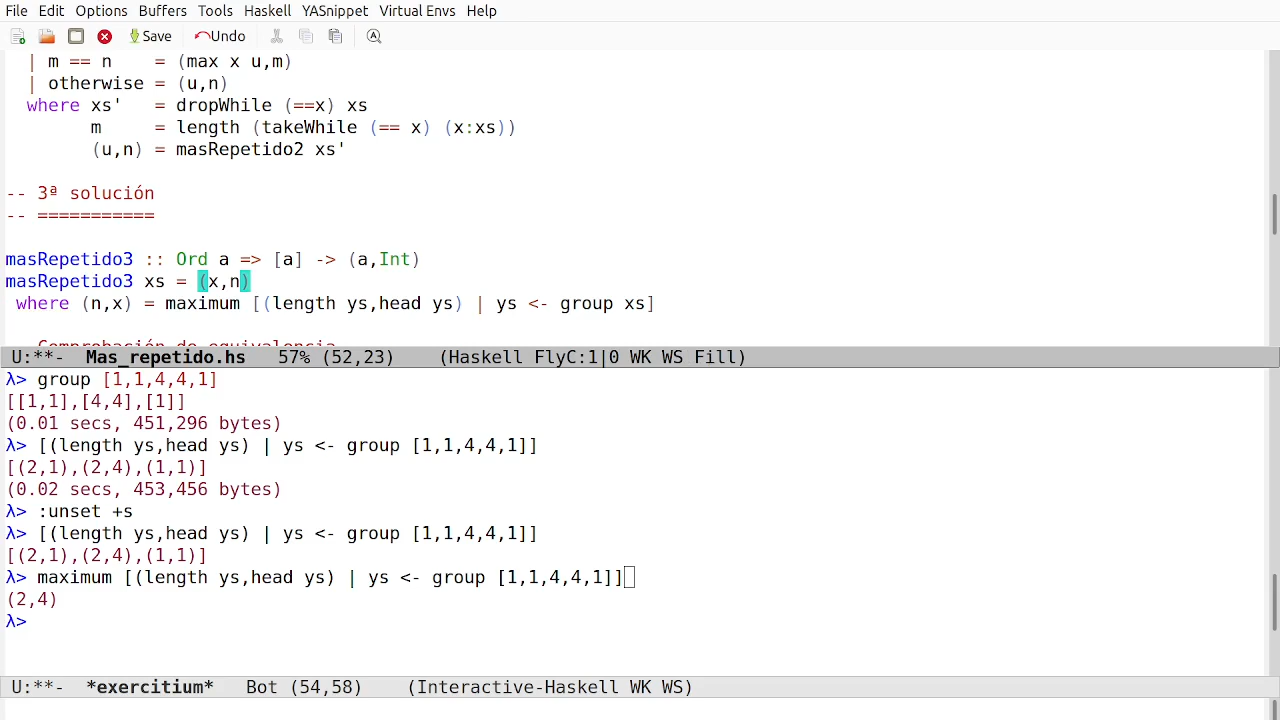 File Edit Options Buffers Tools Haskell YASnippet Virtual Envs Help
Save Undo
| m == n    = (max x u,m)
| otherwise = (u,n)
where xs'   = dropWhile (==x) xs
m     = length (takeWhile (== x) (x:xs))
(u,n) = masRepetido2 xs'
-- 3ª solución
-- ===========
masRepetido3 :: Ord a => [a] -> (a,Int)
masRepetido3 xs = (x,n)
where (n,x) = maximum [(length ys,head ys) | ys <- group xs]
Comprobación de equivalencia
U:**-  Mas_repetido.hs   57% (52,23)    (Haskell FlyC:1|0 WK WS Fill)
λ> group [1,1,4,4,1]
[[1,1],[4,4],[1]]
(0.01 secs, 451,296 bytes)
λ> [(length ys,head ys) | ys <- group [1,1,4,4,1]]
[(2,1),(2,4),(1,1)]
(0.02 secs, 453,456 bytes)
λ> :unset +s
λ> [(length ys,head ys) | ys <- group [1,1,4,4,1]]
[(2,1),(2,4),(1,1)]
λ> maximum [(length ys,head ys) | ys <- group [1,1,4,4,1]]
(2,4)
λ>
U:**-  *exercitium*   Bot (54,58)    (Interactive-Haskell WK WS)